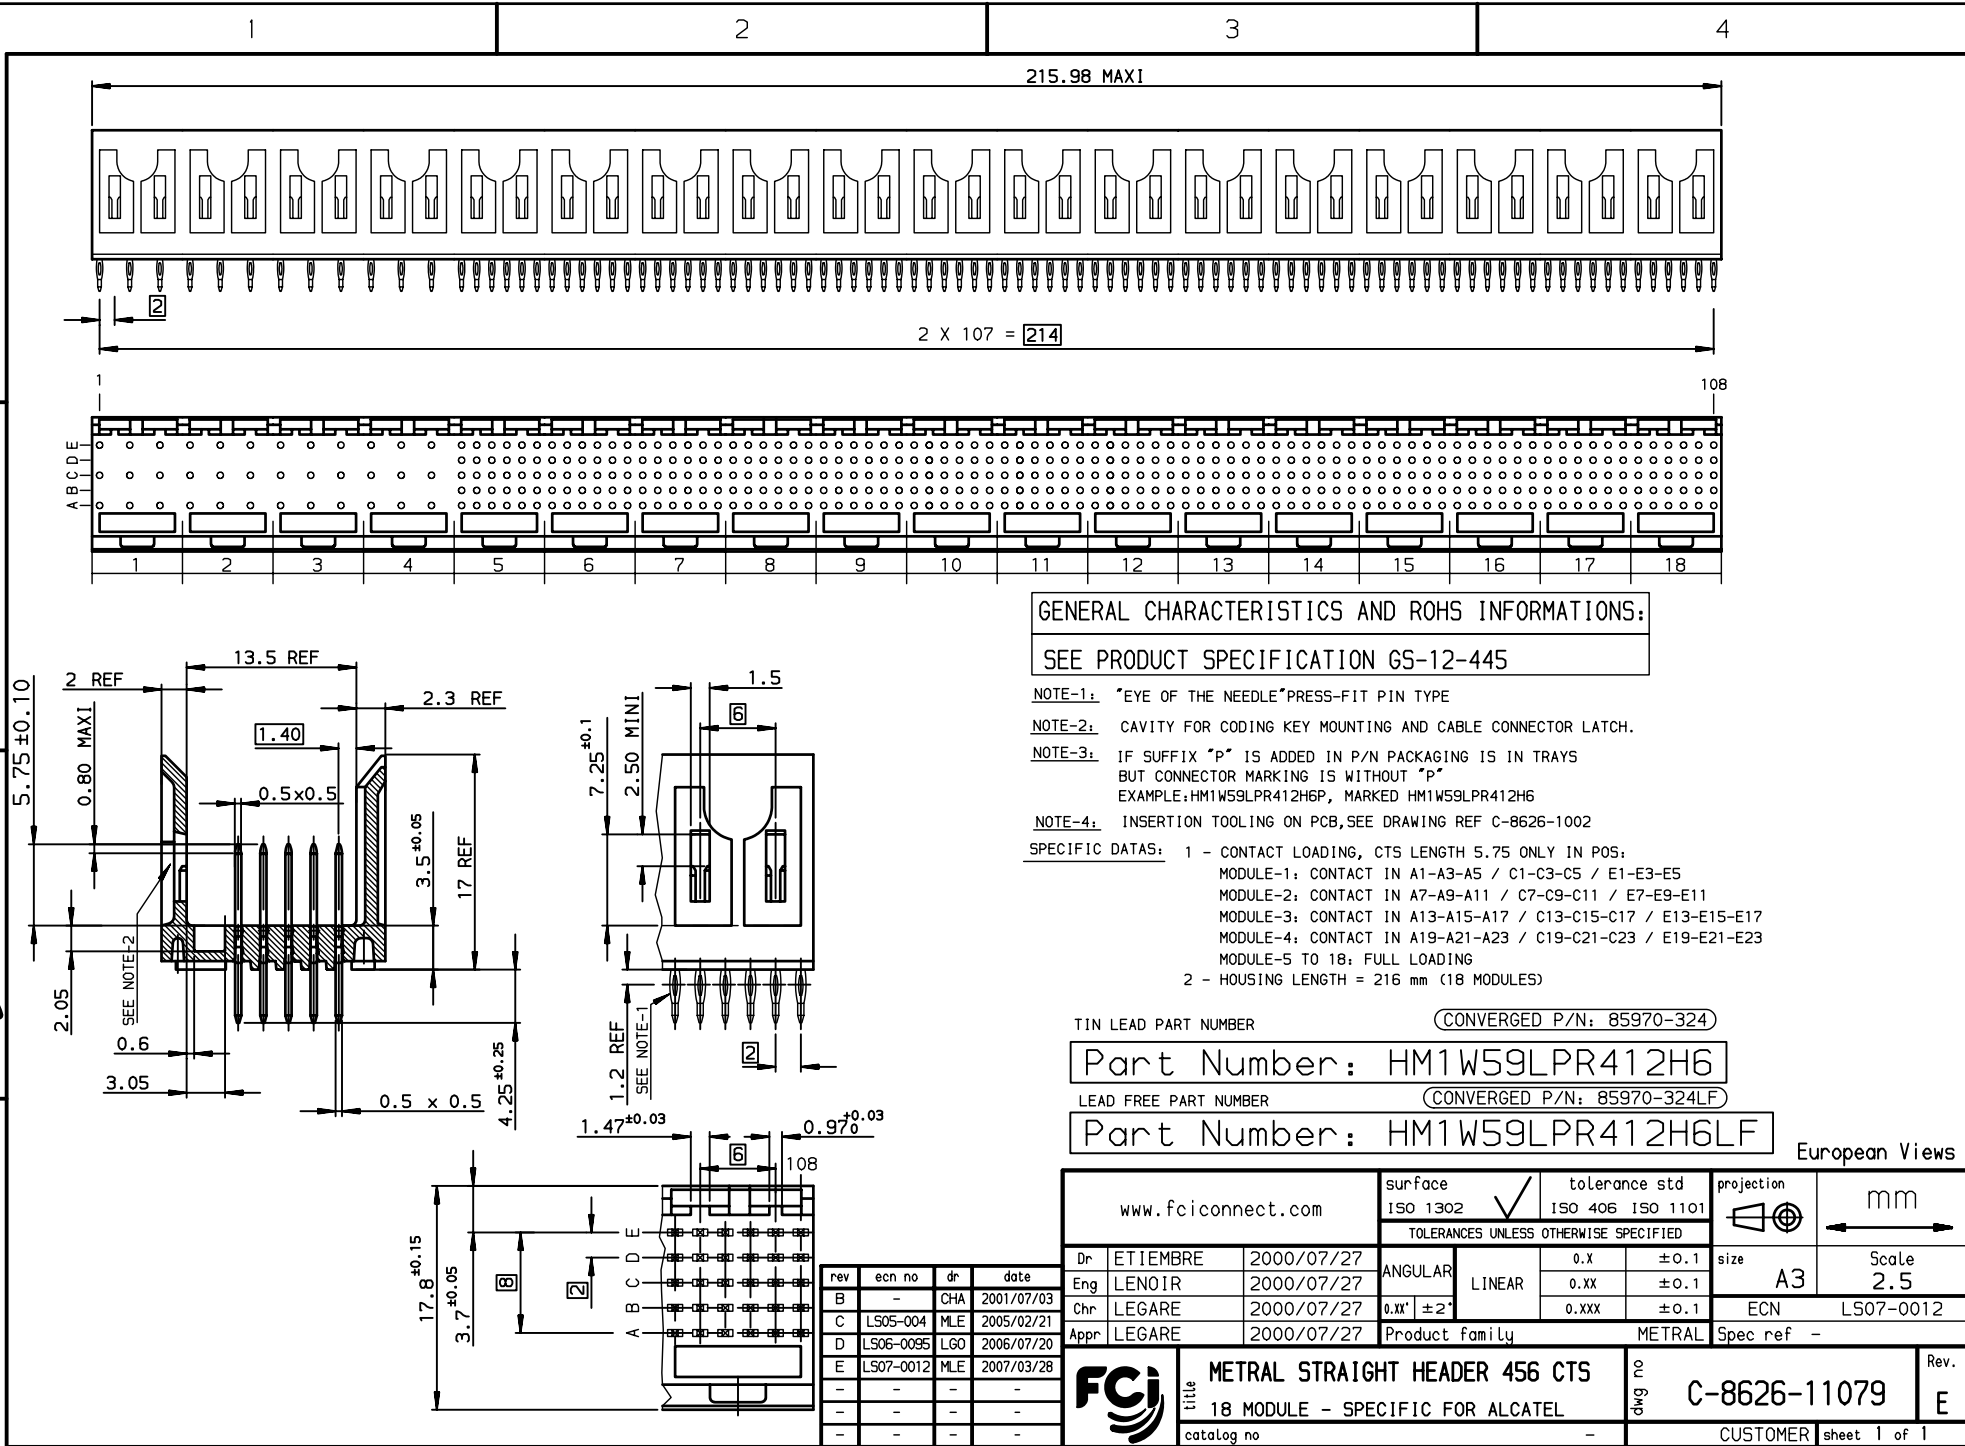 1 2 3 4
215.98 MAXI
2
2 X 107 = 214
1 108
E
D
C
B
A
1 2 3 4 5 6 7 8 9 10 11 12 13 14 15 16 17 18
GENERAL CHARACTERISTICS AND ROHS INFORMATIONS:
SEE PRODUCT SPECIFICATION GS-12-445
NOTE-1: "EYE OF THE NEEDLE"PRESS-FIT PIN TYPE
NOTE-2: CAVITY FOR CODING KEY MOUNTING AND CABLE CONNECTOR LATCH.
NOTE-3: IF SUFFIX "P" IS ADDED IN P/N PACKAGING IS IN TRAYS
BUT CONNECTOR MARKING IS WITHOUT "P"
EXAMPLE:HM1W59LPR412H6P, MARKED HM1W59LPR412H6
NOTE-4: INSERTION TOOLING ON PCB,SEE DRAWING REF C-8626-1002
SPECIFIC DATAS: 1 - CONTACT LOADING, CTS LENGTH 5.75 ONLY IN POS:
MODULE-1: CONTACT IN A1-A3-A5 / C1-C3-C5 / E1-E3-E5
MODULE-2: CONTACT IN A7-A9-A11 / C7-C9-C11 / E7-E9-E11
MODULE-3: CONTACT IN A13-A15-A17 / C13-C15-C17 / E13-E15-E17
MODULE-4: CONTACT IN A19-A21-A23 / C19-C21-C23 / E19-E21-E23
MODULE-5 TO 18: FULL LOADING
2 - HOUSING LENGTH = 216 mm (18 MODULES)
13.5 REF
2 REF
2.3 REF
5.75±0.10
0.80 MAXI
1.40
0.5x0.5
3.5±0.05
17 REF
2.05
SEE NOTE-2
0.6
3.05
0.5 x 0.5
4.25±0.25
1.5
6
7.25±0.1
2.50 MINI
1.2 REF
SEE NOTE-1
2
1.47±0.03
0.97 +0.03 0
6
108
17.8±0.15
3.7±0.05
8
2
E
D
C
B
A
TIN LEAD PART NUMBER CONVERGED P/N: 85970-324
Part Number: HM1W59LPR412H6
LEAD FREE PART NUMBER CONVERGED P/N: 85970-324LF
Part Number: HM1W59LPR412H6LF
European Views
rev ecn no dr date
B - CHA 2001/07/03
C LS05-004 MLE 2005/02/21
D LS06-0095 LGO 2006/07/20
E LS07-0012 MLE 2007/03/28
- - - -
- - - -
- - - -
www.fciconnect.com
surface
ISO 1302
tolerance std
ISO 406 ISO 1101
TOLERANCES UNLESS OTHERWISE SPECIFIED
projection
mm
Dr ETIEMBRE 2000/07/27
Eng LENOIR 2000/07/27
Chr LEGARE 2000/07/27
Appr LEGARE 2000/07/27
ANGULAR
0.XX° ±2°
LINEAR
0.X ±0.1
0.XX ±0.1
0.XXX ±0.1
size A3
Scale 2.5
ECN LS07-0012
Product family METRAL
Spec ref -
FCi
title
METRAL STRAIGHT HEADER 456 CTS
18 MODULE - SPECIFIC FOR ALCATEL
dwg no
C-8626-11079
Rev.
E
catalog no -
CUSTOMER sheet 1 of 1